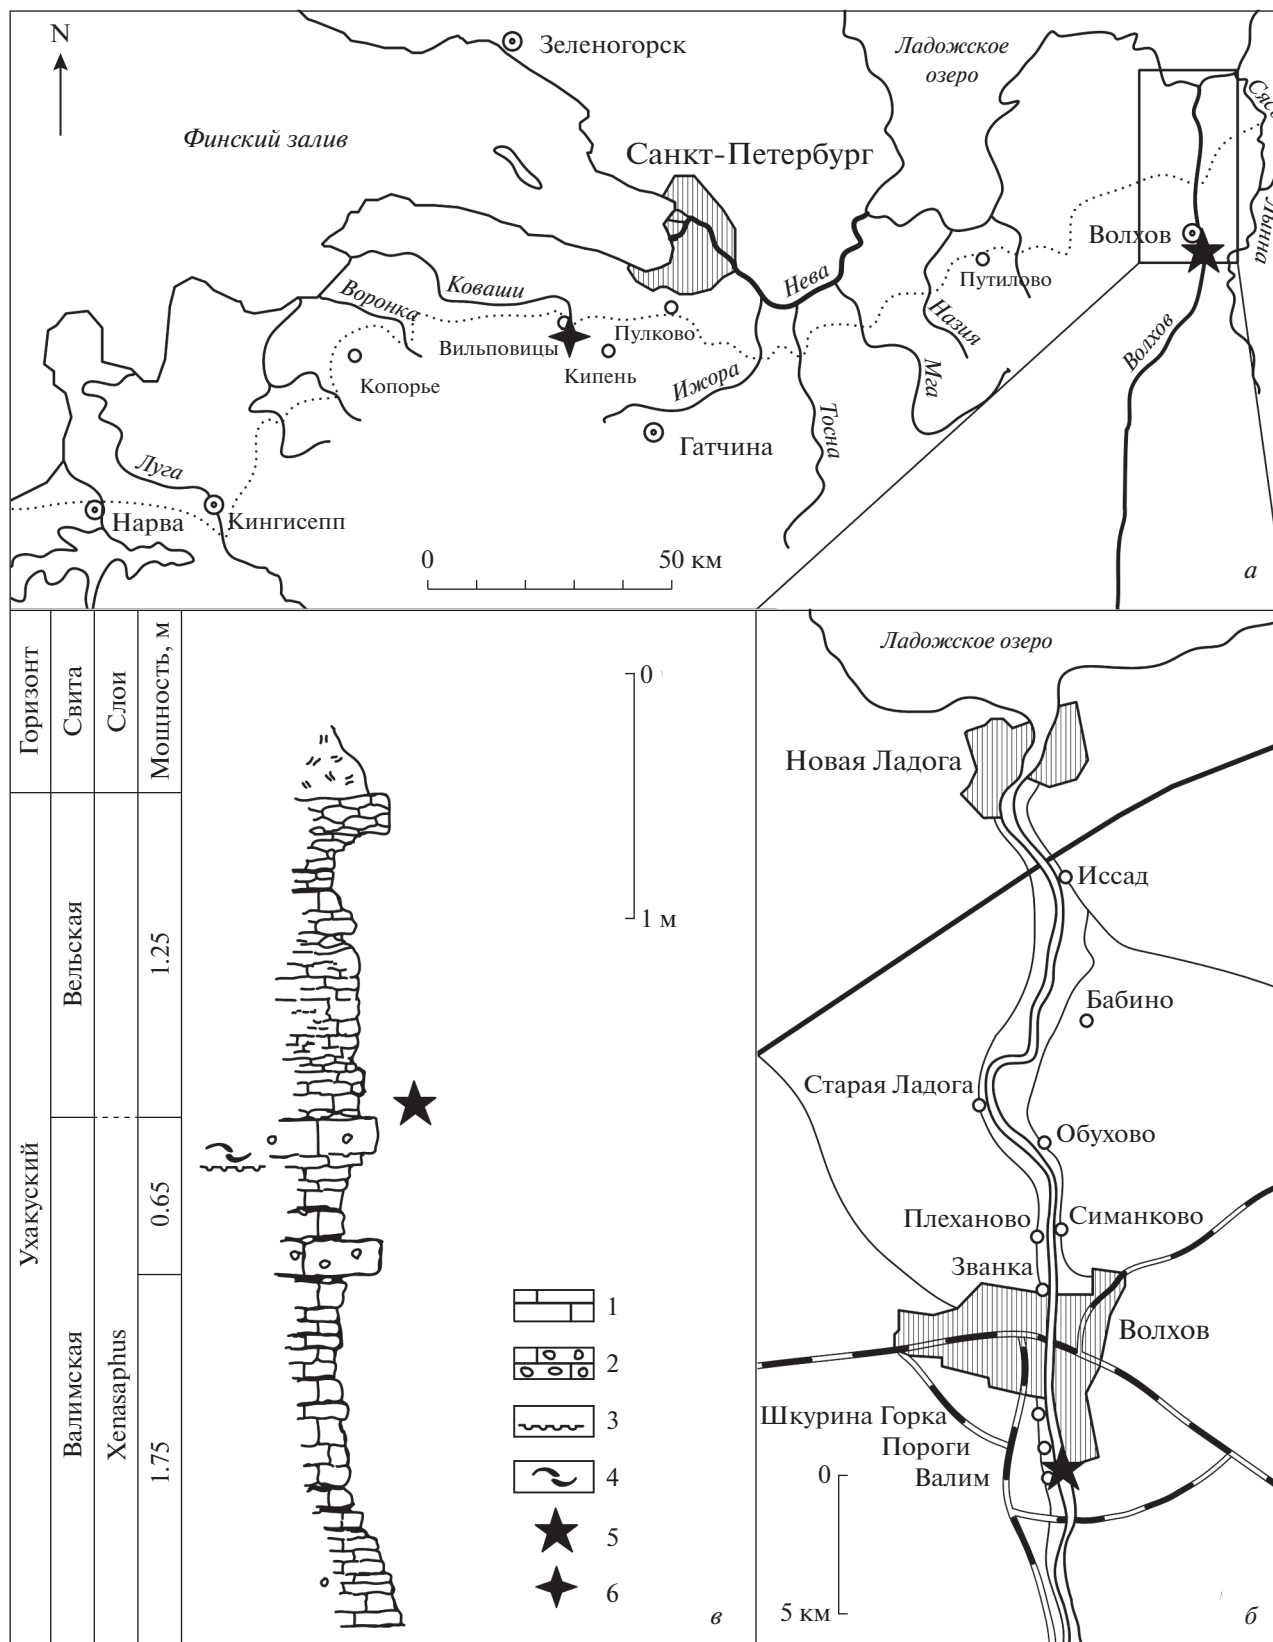 N
Зеленогорск
Ладожское
озеро
Финский залив
Санкт-Петербург
Сясь
Лынна
Волхов
Волхов
Нева
Путилово
Назия
Мга
Коваши
Воронка
Вильповицы
Пулково
Кипень
Копорье
Ижора
Тосна
Гатчина
Луга
Нарва
Кингисепп
0
50 км
а
Горизонт
Свита
Слои
Мощность, м
Ухакуский
Вельская
Валимская
Xenasaphus
1.25
0.65
1.75
0
1 м
1
2
3
4
5
6
в
Ладожское озеро
Новая Ладога
Иссад
Бабино
Старая Ладога
Обухово
Плеханово
Симанково
Званка
Волхов
Шкурина Горка
Пороги
Валим
0
5 км
б